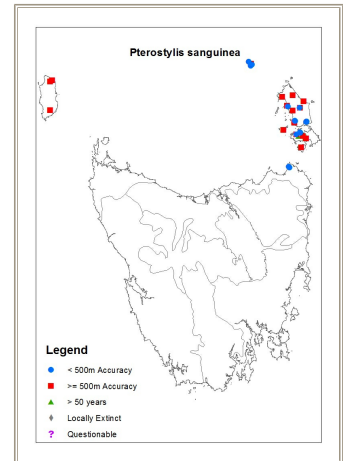 Pterostylis sanguinea
Legend
< 500m Accuracy
>= 500m Accuracy
> 50 years
Locally Extinct
? Questionable